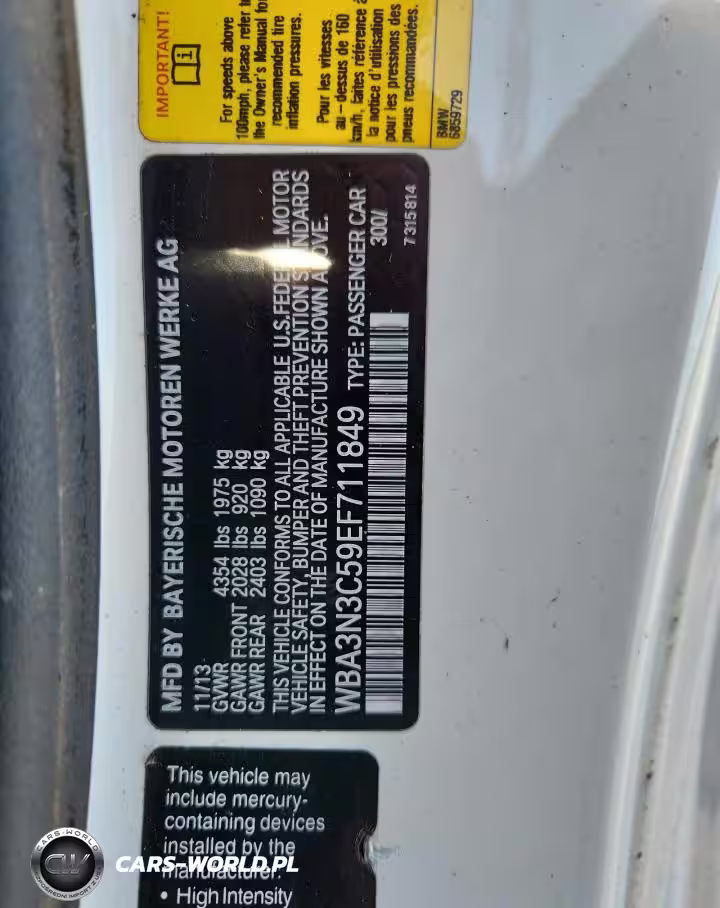 IMPORTANT!
For speeds above
100mph, please refer to
the Owner's Manual for
recommended tire
inflation pressures.
Pour les vitesses
au-dessus de 160
km/h, faites référence à
la notice d'utilisation
pour les pressions des
pneus recommandées.
BMW
6859729
MFD BY BAYERISCHE MOTOREN WERKE AG
11/13
GVWR 4354 lbs 1975 kg
GAWR FRONT 2028 lbs 920 kg
GAWR REAR 2403 lbs 1090 kg
THIS VEHICLE CONFORMS TO ALL APPLICABLE U.S.FEDERAL MOTOR
VEHICLE SAFETY, BUMPER AND THEFT PREVENTION STANDARDS
IN EFFECT ON THE DATE OF MANUFACTURE SHOWN ABOVE.
WBA3N3C59EF711849 TYPE: PASSENGER CAR
300/
7315814
This vehicle may
include mercury-
containing devices
installed by the
manufacturer:
• High Intensity
CARS-WORLD
CW
CARS-WORLD.PL